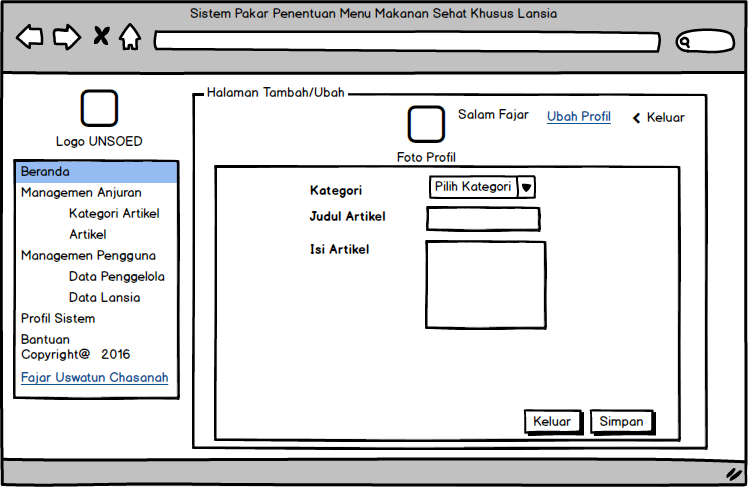 Sistem Pakar Penentuan Menu Makanan Sehat Khusus Lansia
Logo UNSOED
Beranda
Managemen Anjuran
Kategori Artikel
Artikel
Managemen Pengguna
Data Penggelola
Data Lansia
Profil Sistem
Bantuan
Copyright@ 2016
Fajar Uswatun Chasanah
Halaman Tambah/Ubah
Salam Fajar Ubah Profil Keluar
Foto Profil
Kategori Pilih Kategori
Judul Artikel
Isi Artikel
Keluar Simpan